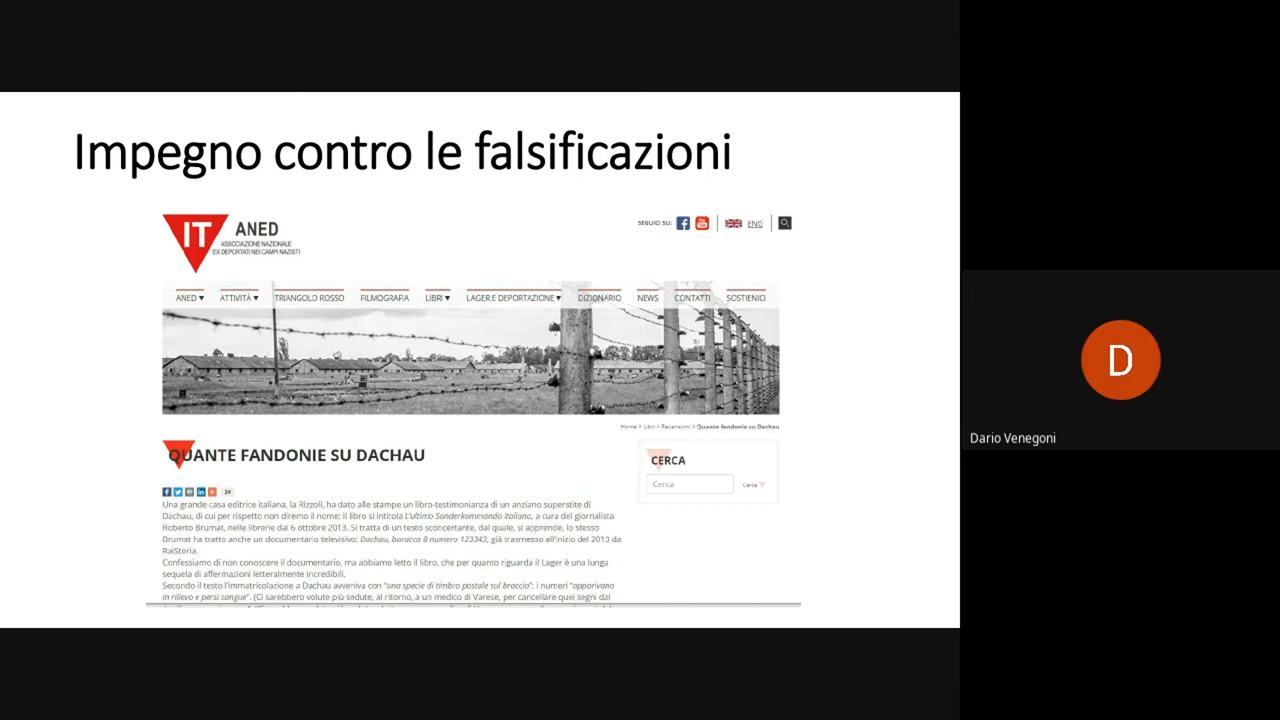 Impegno contro le falsificazioni
IT
ANED
ASSOCIAZIONE NAZIONALE
EX DEPORTATI NEI CAMPI NAZISTI
SEGUICI SU:
ENG
ANED ▾ ATTIVITÀ ▾ TRIANGOLO ROSSO FILMOGRAFIA LIBRI ▾ LAGER E DEPORTAZIONE ▾ DIZIONARIO NEWS CONTATTI SOSTIENICI
Home > Libri > Recensioni > Quante fandonie su Dachau
QUANTE FANDONIE SU DACHAU
CERCA
Cerca
Cerca
24
Una grande casa editrice italiana, la Rizzoli, ha dato alle stampe un libro-testimonianza di un anziano superstite di
Dachau, di cui per rispetto non diremo il nome: il libro si intitola L'ultimo Sonderkommando italiano, a cura del giornalista
Roberto Brumat, nelle librerie dal 6 ottobre 2013. Si tratta di un testo sconcertante, dal quale, si apprende, lo stesso
Brumat ha tratto anche un documentario televisivo: Dachau, baracca 8 numero 123343, già trasmesso all'inizio del 2013 da
RaiStoria.
Confessiamo di non conoscere il documentario, ma abbiamo letto il libro, che per quanto riguarda il Lager è una lunga
sequela di affermazioni letteralmente incredibili.
Secondo il testo l'immatricolazione a Dachau avveniva con "una specie di timbro postale sul braccio": i numeri "apparivano
in rilievo e persi sangue". (Ci sarebbero volute più sedute, al ritorno, a un medico di Varese, per cancellare quei segni dal
D
Dario Venegoni